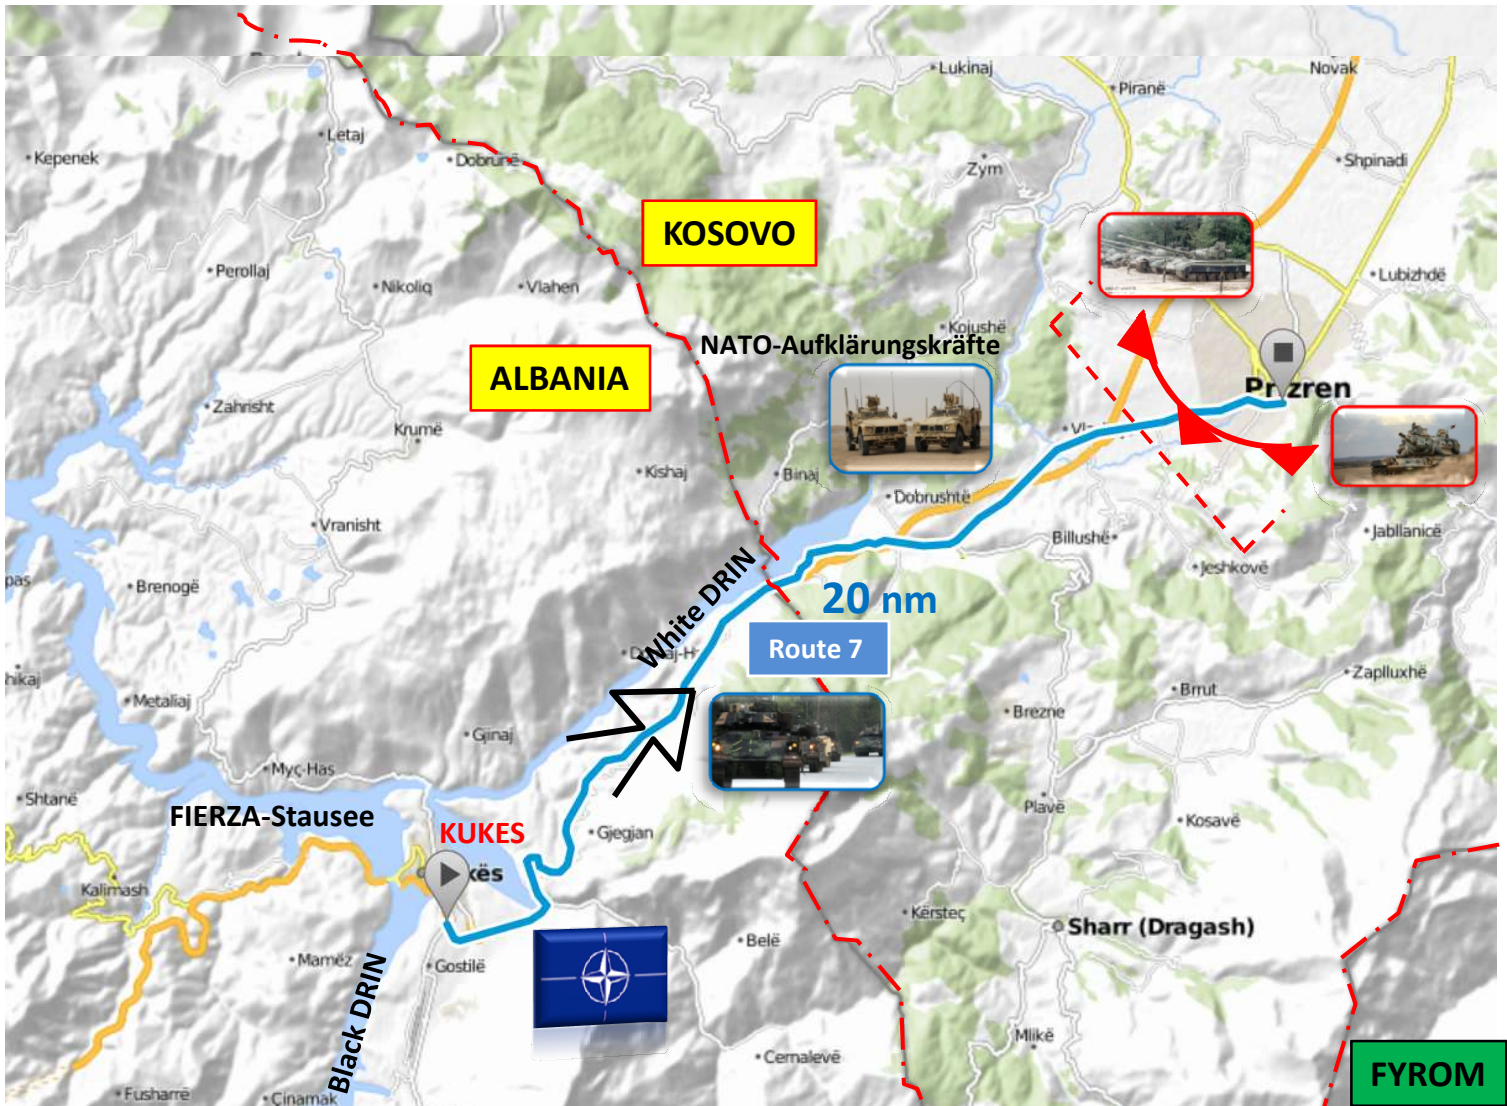 Lukinaj
Novak
Piranë
Letaj
Kepenek
Dobrunë
Shpinadi
Zym
KOSOVO
Perollaj
Nikoliq
Vlahen
Lubizhdë
Kojushë
NATO-Aufklärungskräfte
ALBANIA
Prizren
Zahrisht
Krumë
Kishaj
Binaj
Dobrushtë
Vranisht
Billushë
Jabllanicë
Jeshkovë
Brenogë
White DRIN
20 nm
Route 7
Zapllluxhë
Metaliaj
Brrut
Brezne
Gjinaj
Myç-Has
Shtanë
FIERZA-Stausee
KUKES
Gjegjan
Plavë
Kosavë
Kalimash
Kërsteç
Sharr (Dragash)
Belë
Mamëz
Gostilë
Black DRIN
Mlikë
Cernalevë
FYROM
Fusharrë
Çinamak